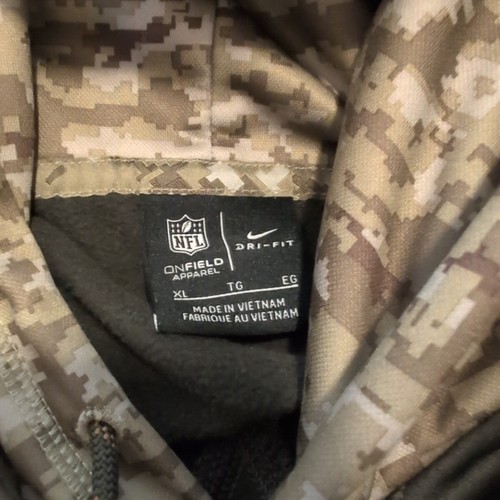 NFL
ONFIELD
APPAREL
DRI-FIT
XL TG EG
MADE IN VIETNAM
FABRIQUE AU VIETNAM